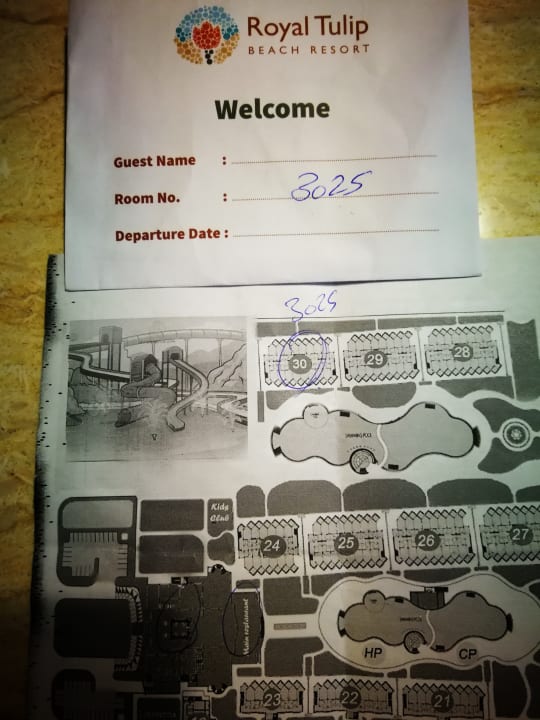 Royal Tulip
BEACH RESORT
Welcome
Guest Name :
Room No. : 3025
Departure Date :
3025
30
29
28
SWIMMING POOL
Kids
Club
24
25
26
27
Main restaurant
HP
CP
23
22
21